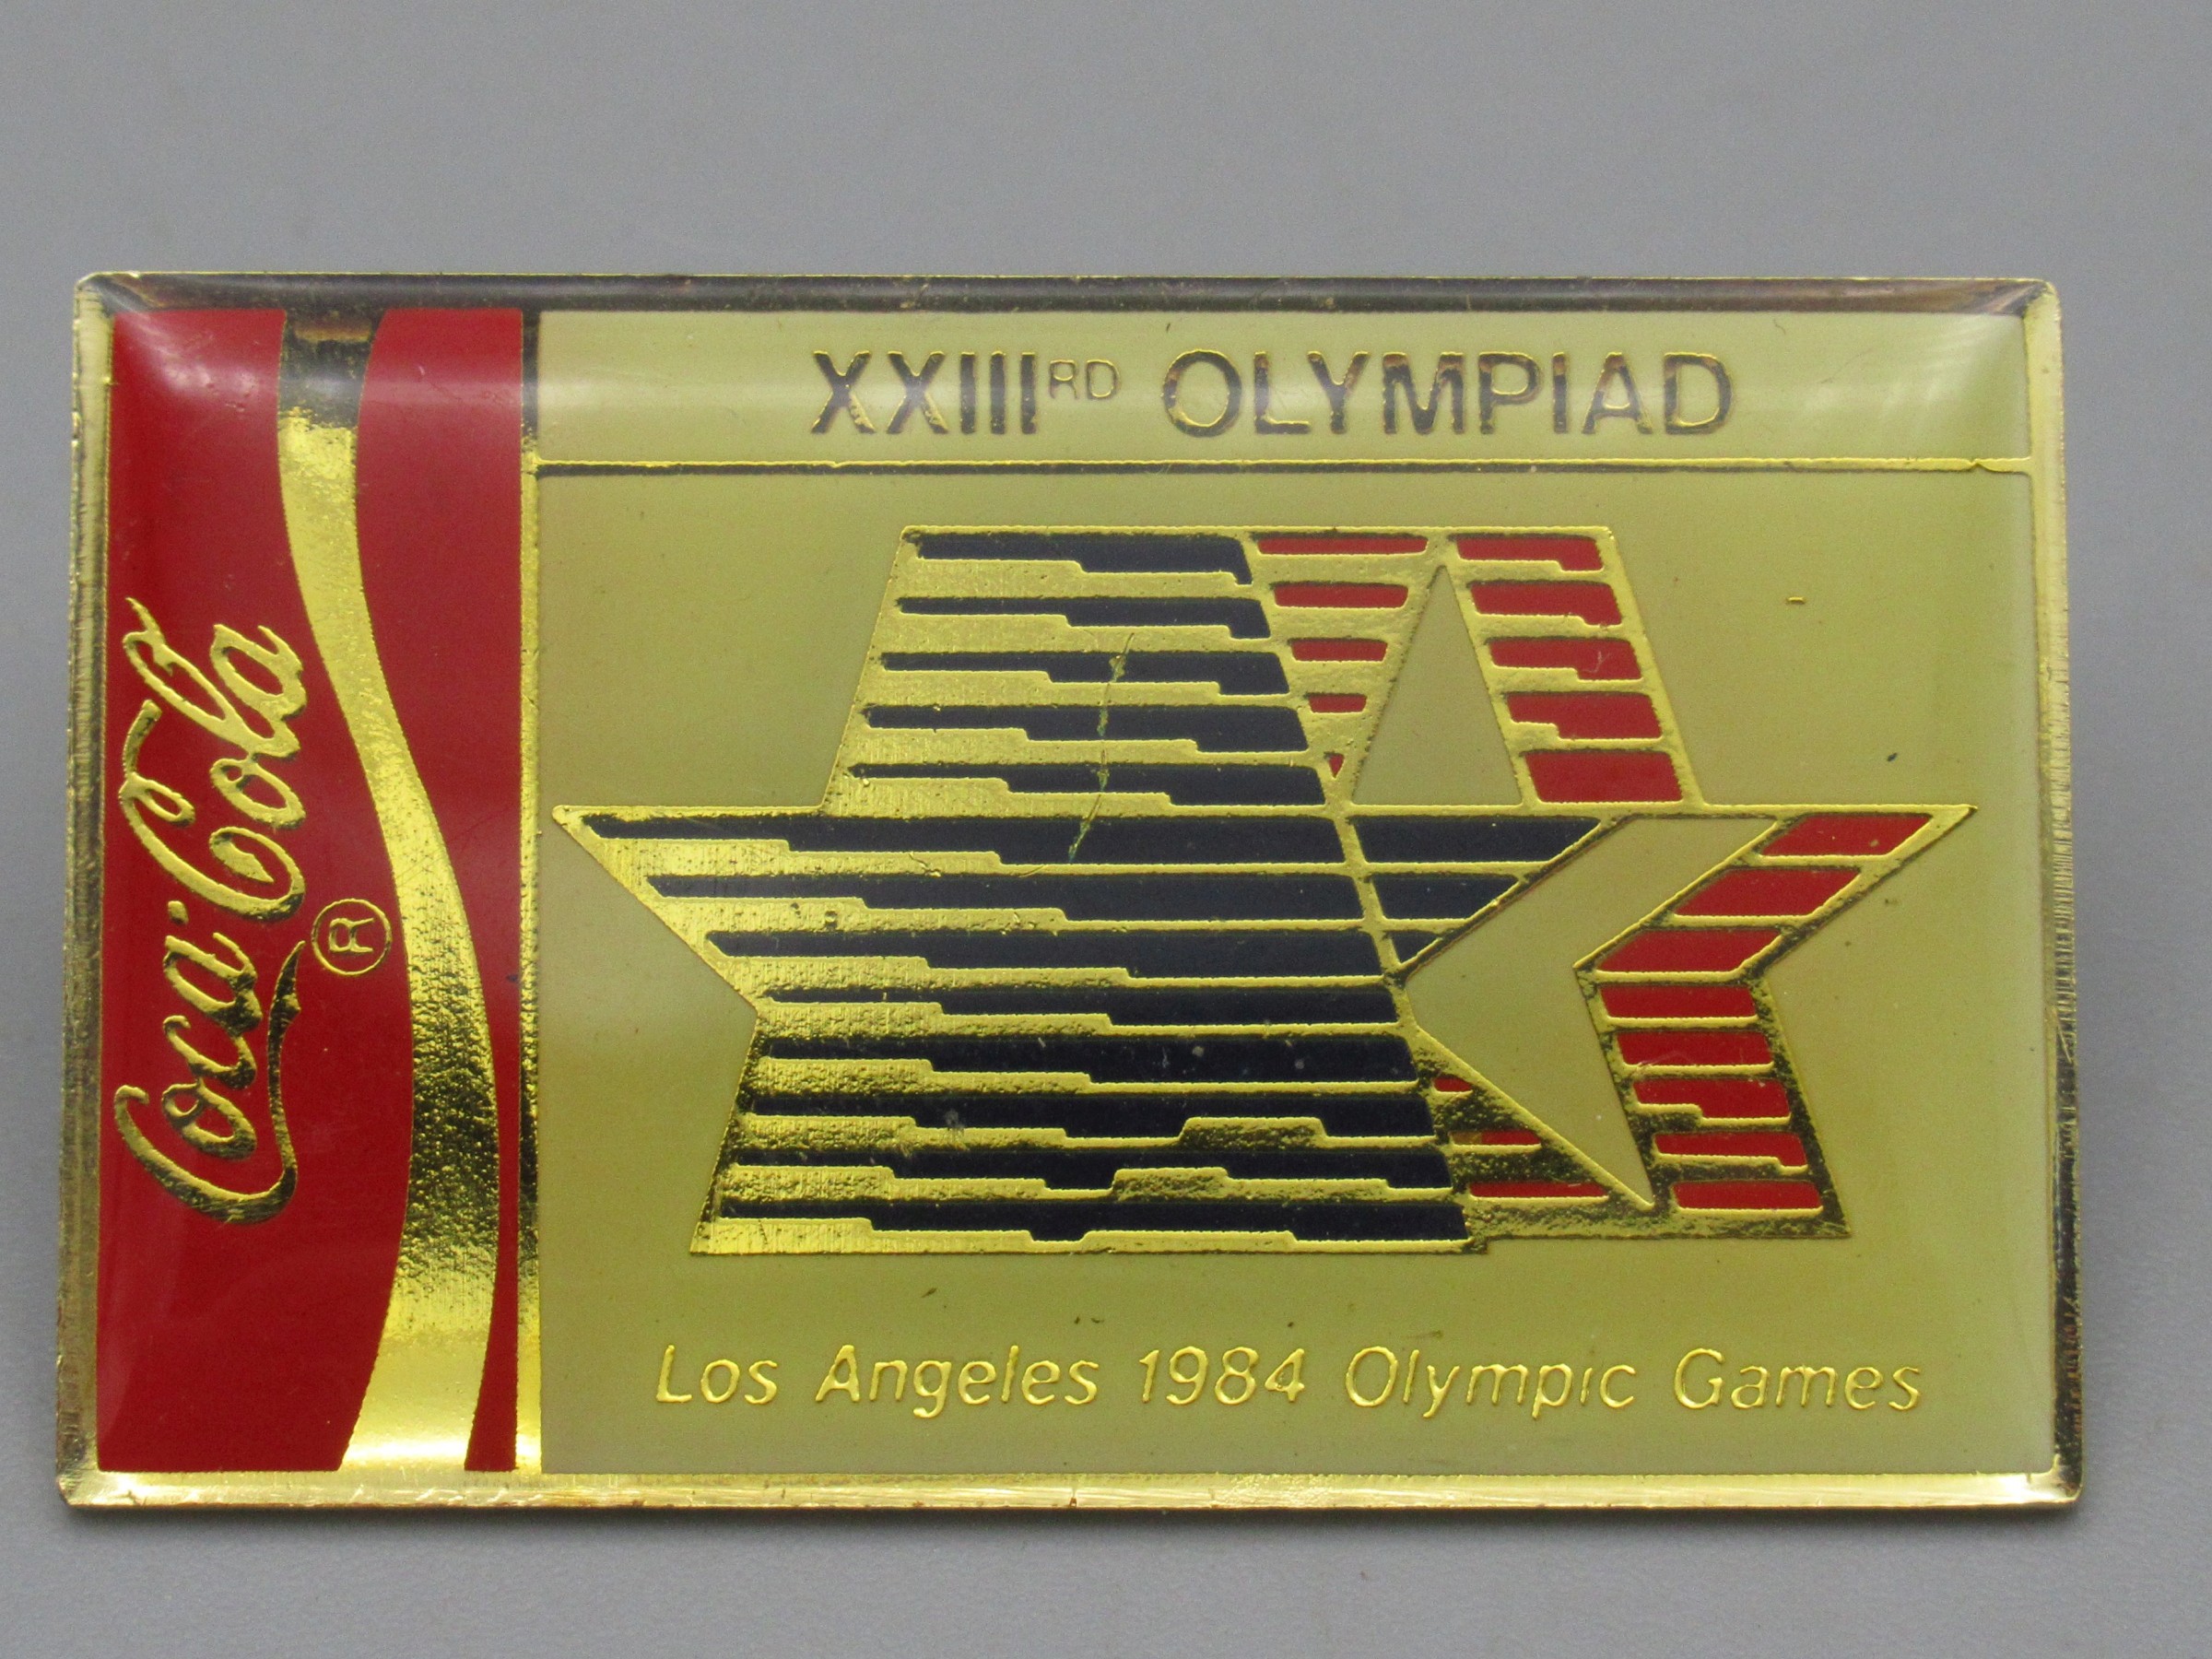 Coca-Cola ®
XXIIIRD OLYMPIAD
Los Angeles 1984 Olympic Games